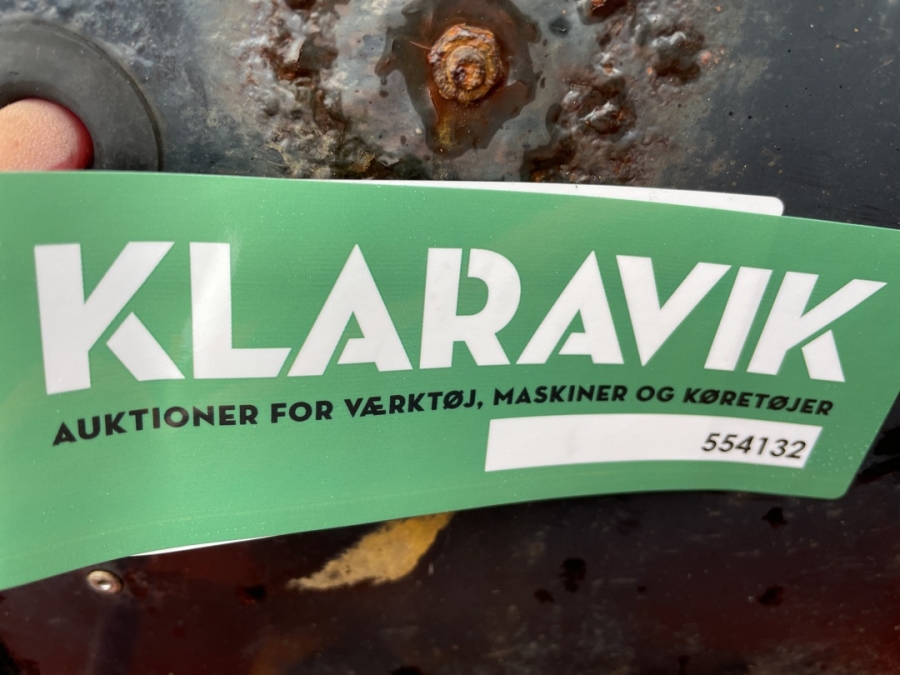 KLARAVIK
AUKTIONER FOR VÆRKTØJ, MASKINER OG KØRETØJER
554132